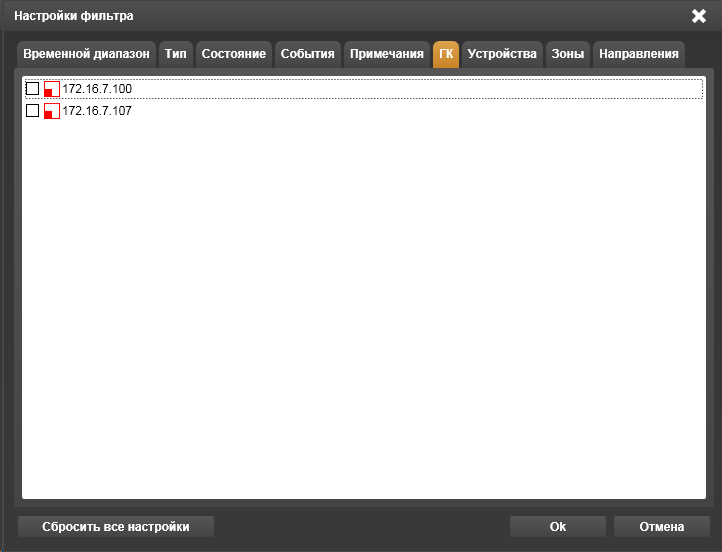 Настройки фильтра
Временной диапазон Тип Состояние События Примечания ГК Устройства Зоны Направления
172.16.7.100
172.16.7.107
Сбросить все настройки Ok Отмена